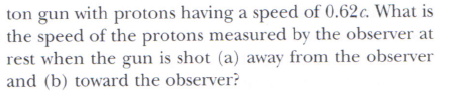 ton gun with protons having a speed of 0.62c. What is
the speed of the protons measured by the observer at
rest when the gun is shot (a) away from the observer
and (b) toward the observer?